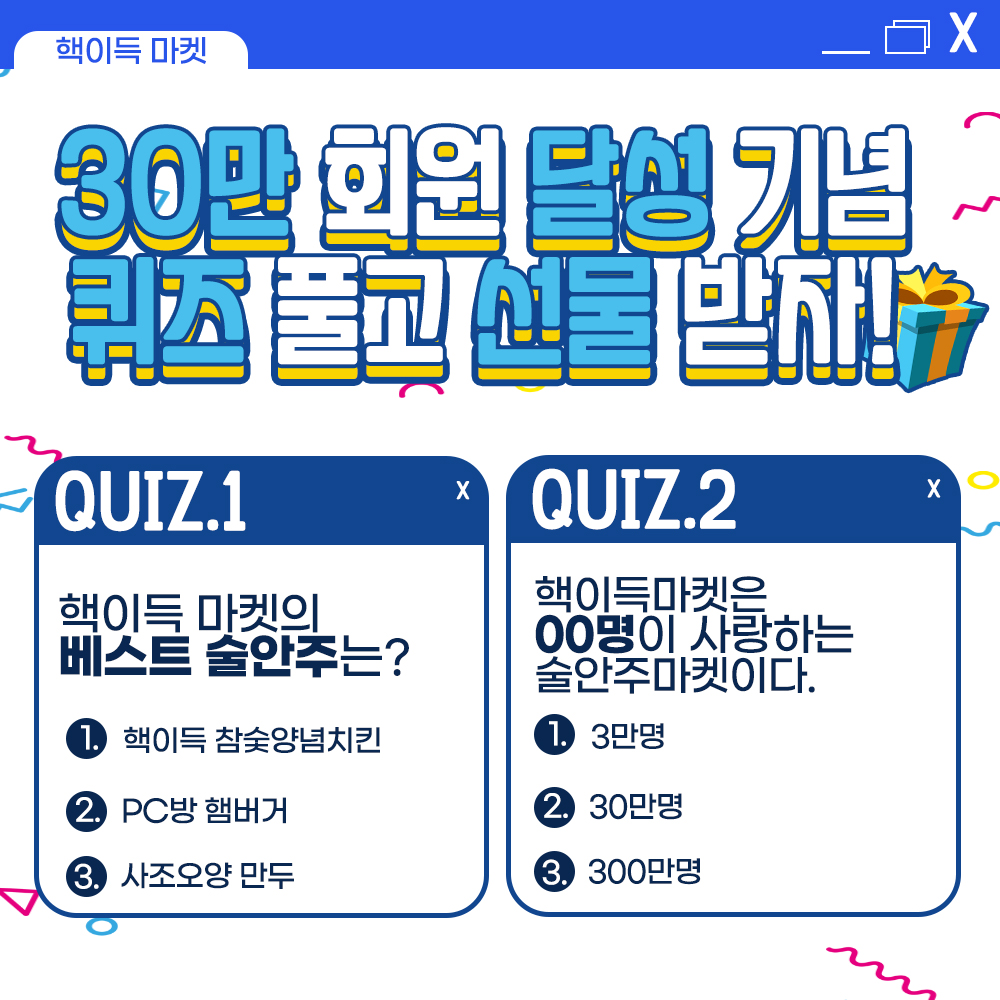 핵이득 마켓
X
30만 회원 달성 기념
퀴즈 풀고 선물 받자!
QUIZ.1
X
핵이득 마켓의
베스트 술안주는?
1. 핵이득 참숯양념치킨
2. PC방 햄버거
3. 사조오양 만두
QUIZ.2
X
핵이득마켓은
00명이 사랑하는
술안주마켓이다.
1. 3만명
2. 30만명
3. 300만명